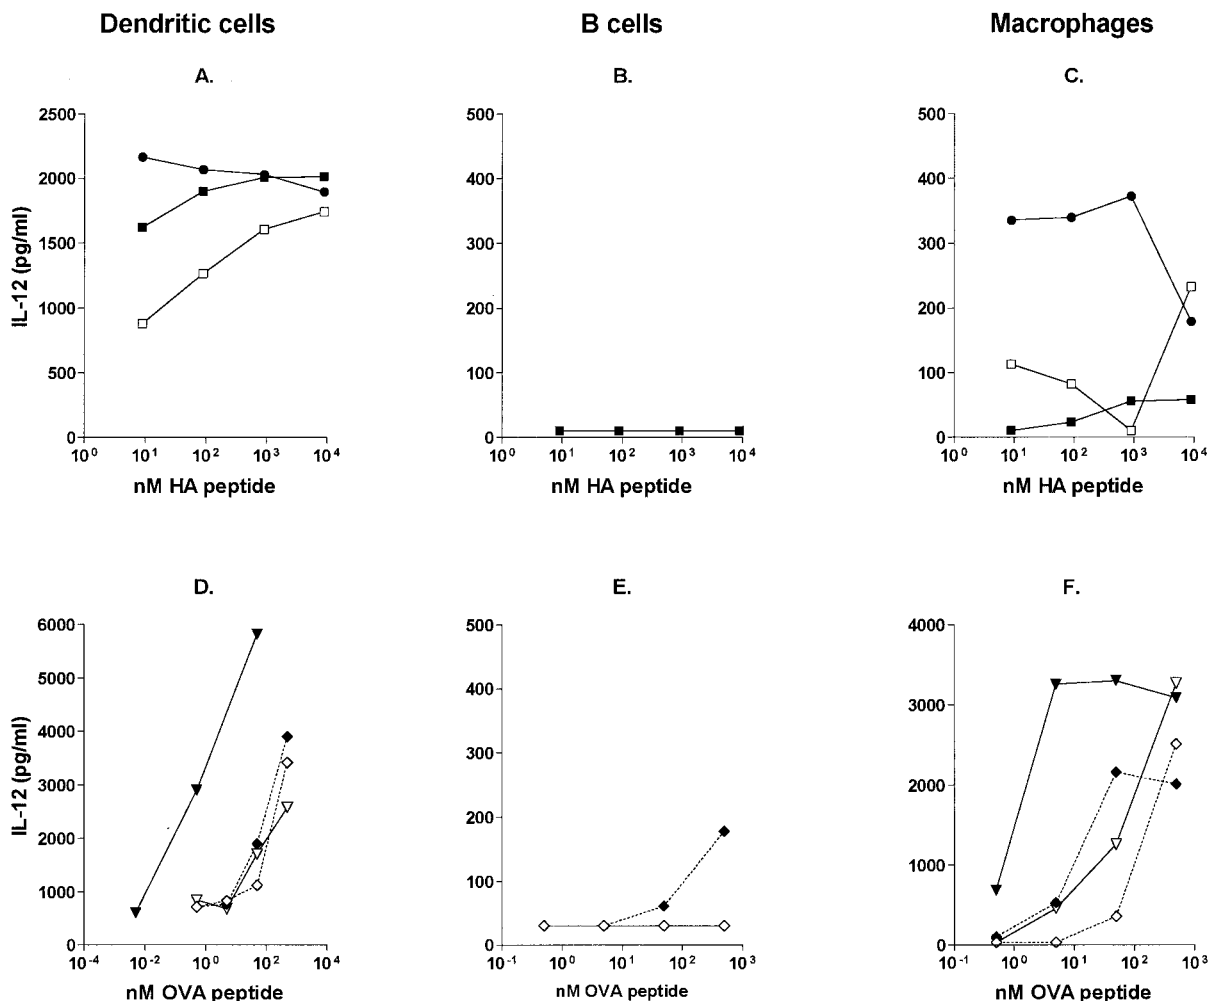 Dendritic cells B cells Macrophages
A. B. C.
IL-12 (pg/ml)
2500
2000
1500
1000
500
0
10⁰ 10¹ 10² 10³ 10⁴
nM HA peptide
500
400
300
200
100
0
10⁰ 10¹ 10² 10³ 10⁴
nM HA peptide
500
400
300
200
100
0
10⁰ 10¹ 10² 10³ 10⁴
nM HA peptide
D. E. F.
IL-12 (pg/ml)
6000
5000
4000
3000
2000
1000
0
10⁻⁴ 10⁻² 10⁰ 10² 10⁴
nM OVA peptide
500
400
300
200
100
0
10⁻¹ 10⁰ 10¹ 10² 10³
nM OVA peptide
4000
3000
2000
1000
0
10⁻¹ 10⁰ 10¹ 10² 10³
nM OVA peptide